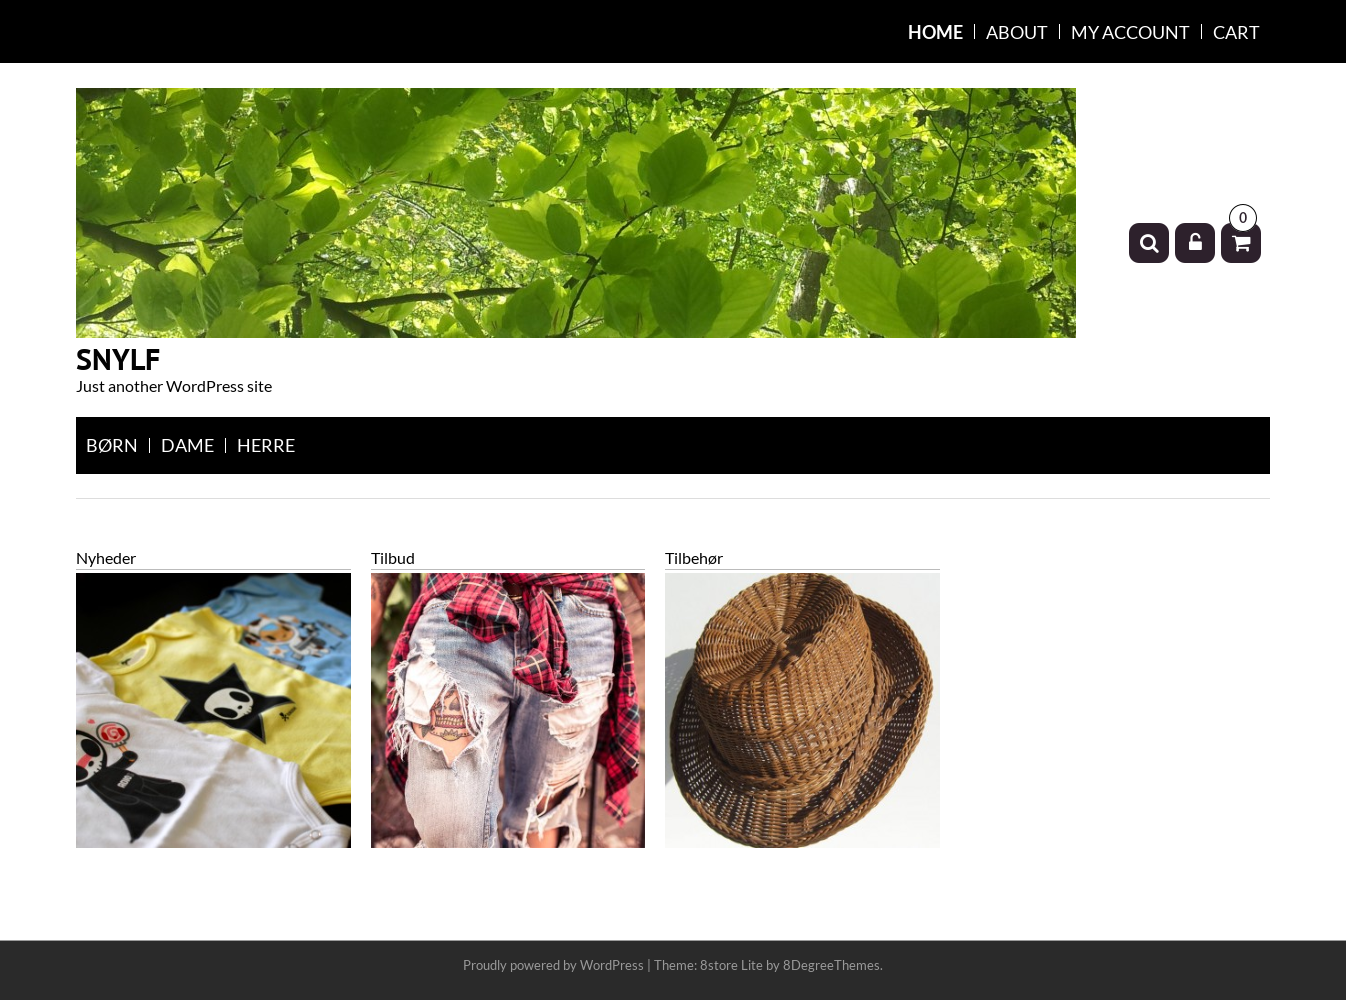 HOME
ABOUT
MY ACCOUNT
CART
0
SNYLF
Just another WordPress site
BØRN
DAME
HERRE
Nyheder
Tilbud
Tilbehør
Proudly powered by WordPress | Theme: 8store Lite by 8DegreeThemes.